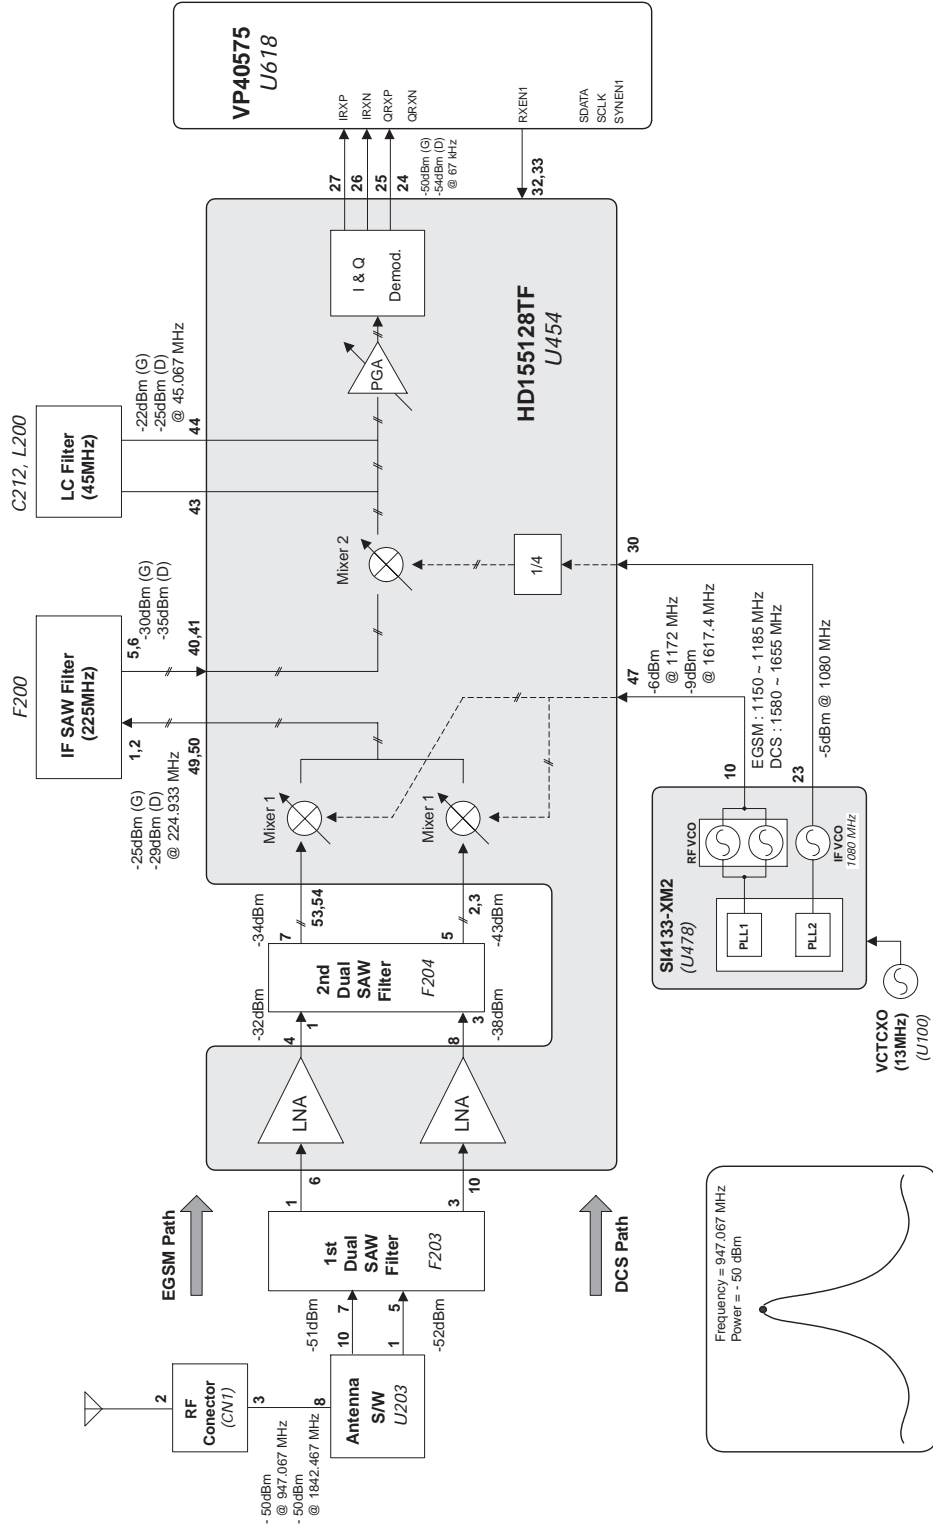 RF
Conector
(CN1)
2
3
8
- 50dBm
@ 947.067 MHz
- 50dBm
@ 1842.467 MHz
Antenna
S/W
U203
10
7
1
5
-51dBm
-52dBm
1st
Dual
SAW
Filter
F203
EGSM Path
DCS Path
1
6
3
10
LNA
LNA
4
1
8
3
-32dBm
-38dBm
2nd
Dual
SAW
Filter
F204
7
53,54
5
2,3
-34dBm
-43dBm
Mixer 1
Mixer 1
F200
IF SAW Filter
(225MHz)
1,2
49,50
-25dBm (G)
-29dBm (D)
@ 224.933 MHz
5,6
40,41
-30dBm (G)
-35dBm (D)
Mixer 2
1/4
C212, L200
LC Filter
(45MHz)
43
44
-22dBm (G)
-25dBm (D)
@ 45.067 MHz
PGA
I & Q
Demod.
HD155128TF
U454
27
26
25
24
-50dBm (G)
-54dBm (D)
@ 67 kHz
32,33
VP40575
U618
IRXP
IRXN
QRXP
QRXN
RXEN1
SDATA
SCLK
SYNEN1
47
-6dBm
@ 1172 MHz
-9dBm
@ 1617.4 MHz
30
10
EGSM : 1150 ~ 1185 MHz
DCS : 1580 ~ 1655 MHz
23
-5dBm @ 1080 MHz
SI4133-XM2
(U478)
RF VCO
PLL1
PLL2
IF VCO
1080 MHz
VCTCXO
(13MHz)
(U100)
Frequency = 947.067 MHz
Power = - 50 dBm